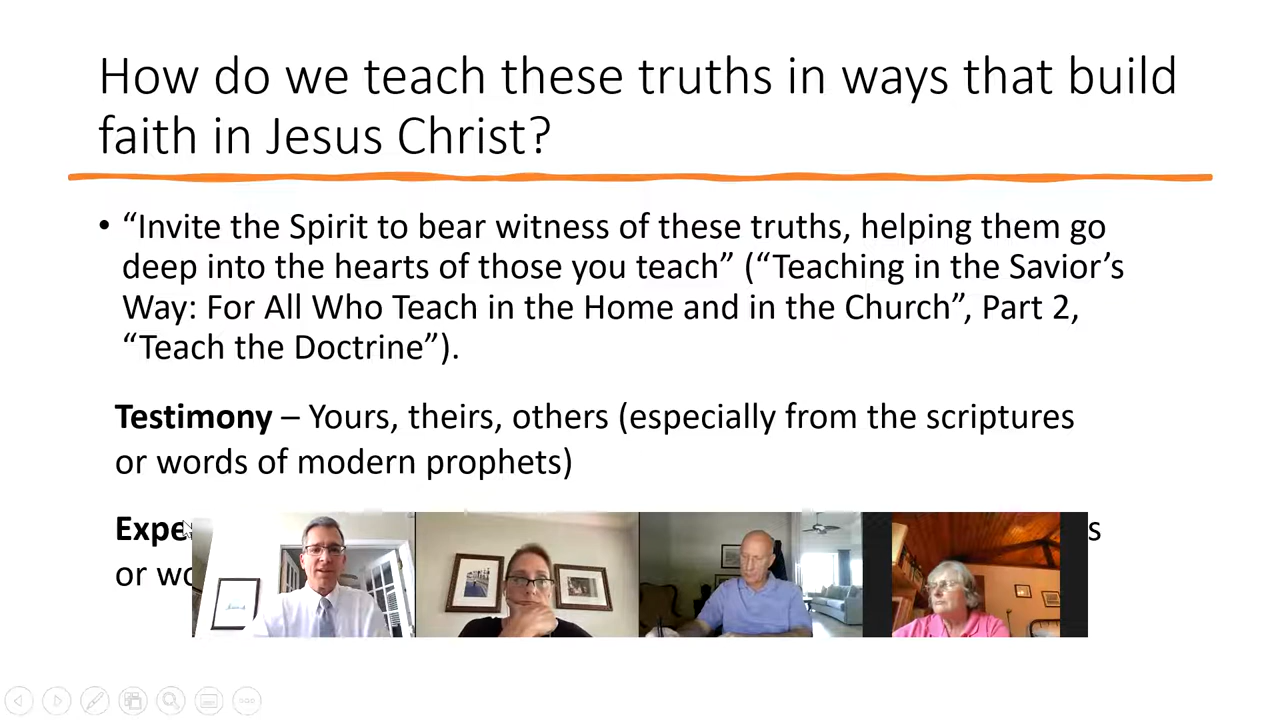 How do we teach these truths in ways that build
faith in Jesus Christ?
• “Invite the Spirit to bear witness of these truths, helping them go
deep into the hearts of those you teach” (“Teaching in the Savior’s
Way: For All Who Teach in the Home and in the Church”, Part 2,
“Teach the Doctrine”).
Testimony – Yours, theirs, others (especially from the scriptures
or words of modern prophets)
Expe s
or wo